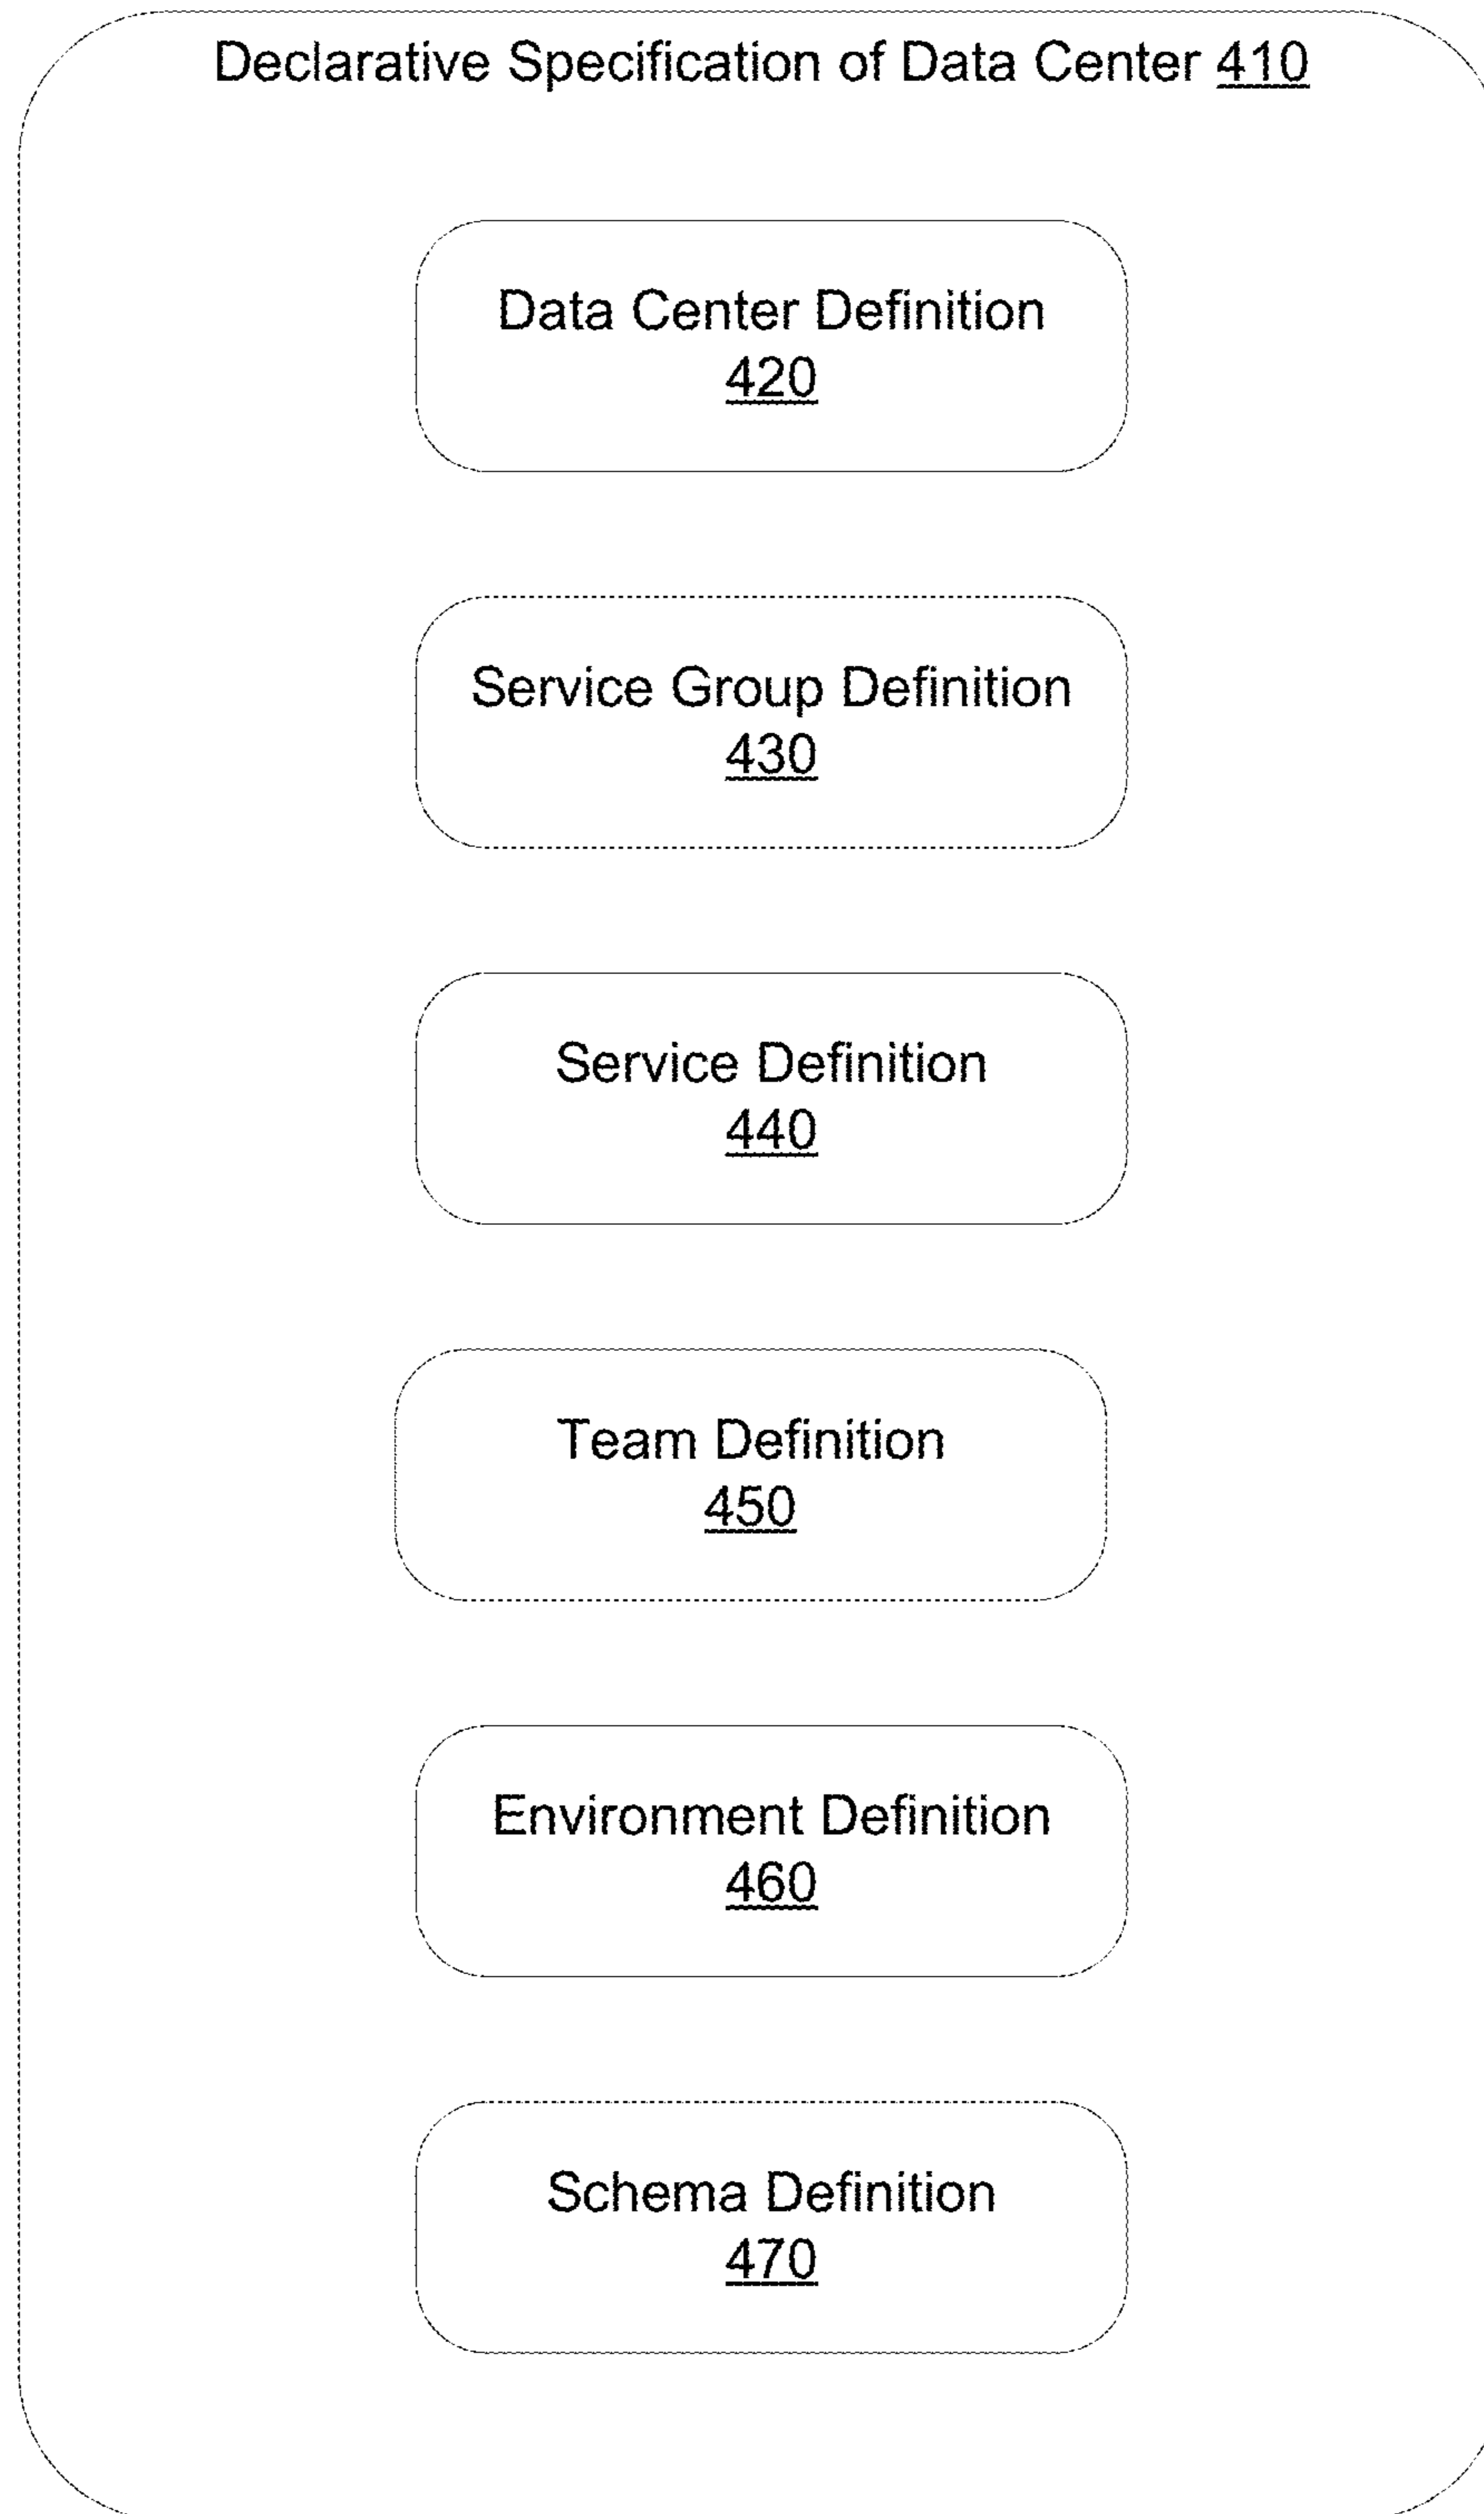 Declarative Specification of Data Center 410
Data Center Definition
420
Service Group Definition
430
Service Definition
440
Team Definition
450
Environment Definition
460
Schema Definition
470